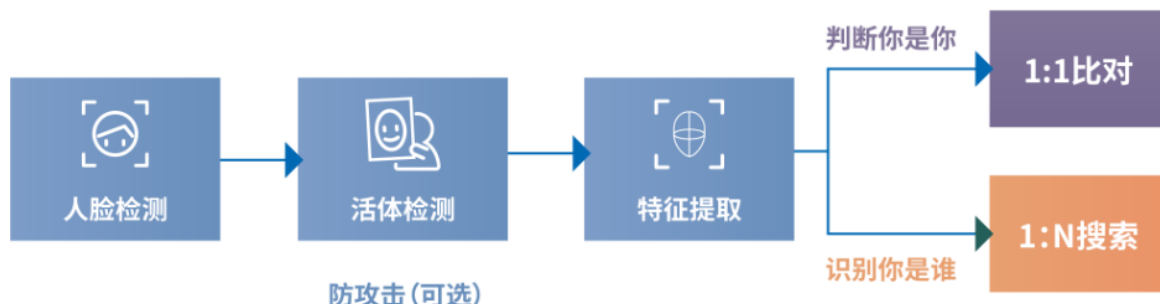 判断你是你
1:1比对
人脸检测
活体检测
特征提取
1:N搜索
识别你是谁
防攻击(可选)